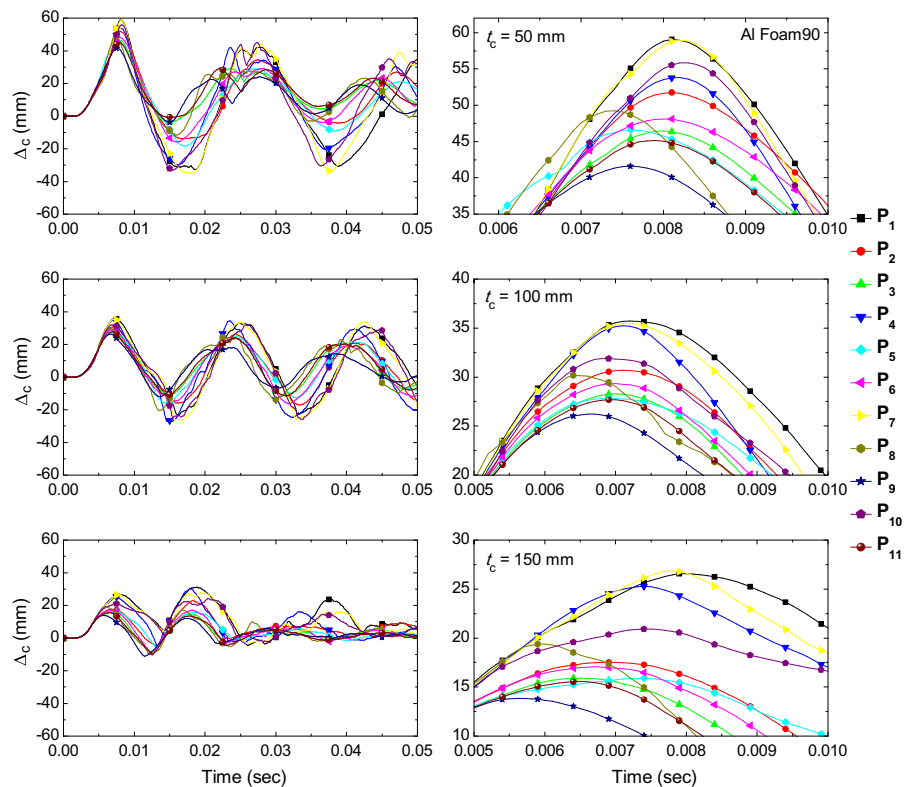 60
40
20
0
-20
-40
-60
Δc (mm)
0.00 0.01 0.02 0.03 0.04 0.05
tc = 50 mm
Al Foam90
60
55
50
45
40
35
0.006 0.007 0.008 0.009 0.010
60
40
20
0
-20
-40
-60
Δc (mm)
0.00 0.01 0.02 0.03 0.04 0.05
tc = 100 mm
40
35
30
25
20
0.005 0.006 0.007 0.008 0.009 0.010
60
40
20
0
-20
-40
-60
Δc (mm)
0.00 0.01 0.02 0.03 0.04 0.05
Time (sec)
tc = 150 mm
30
25
20
15
10
0.005 0.006 0.007 0.008 0.009 0.010
Time (sec)
P1
P2
P3
P4
P5
P6
P7
P8
P9
P10
P11